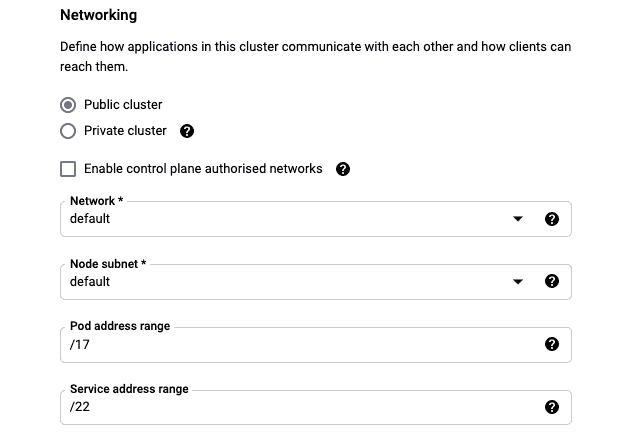 Networking
Define how applications in this cluster communicate with each other and how clients can
reach them.
Public cluster
Private cluster
Enable control plane authorised networks
Network *
default
Node subnet *
default
Pod address range
/17
Service address range
/22